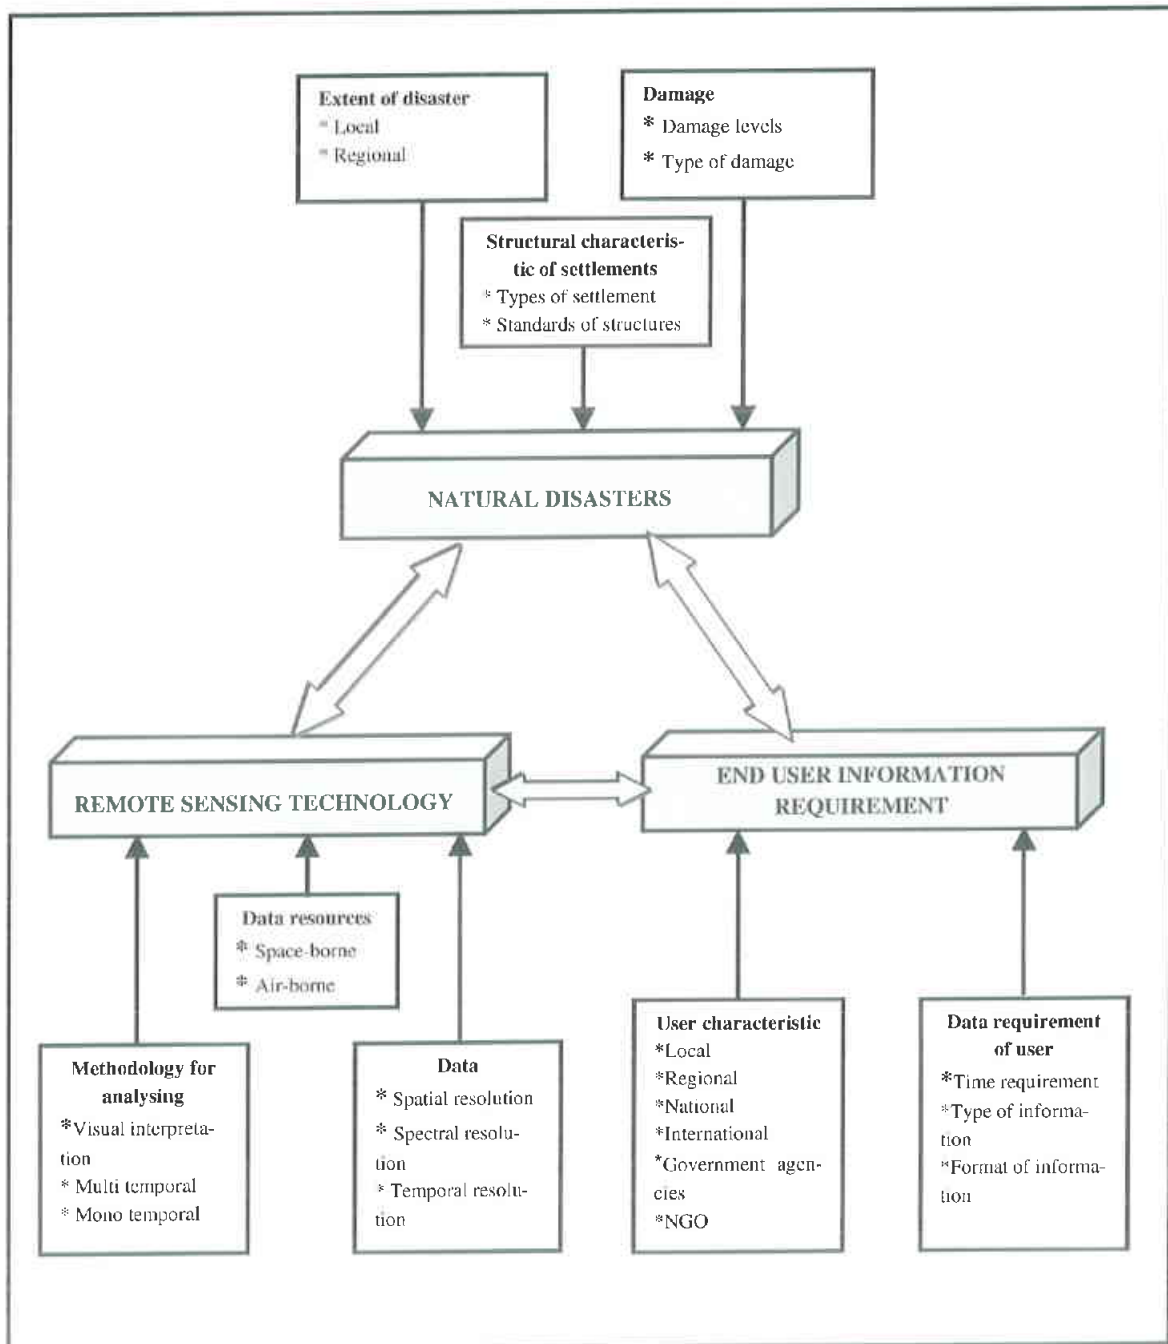 Extent of disaster
* Local
* Regional
Damage
* Damage levels
* Type of damage
Structural characteris-
tic of settlements
* Types of settlement
* Standards of structures
NATURAL DISASTERS
REMOTE SENSING TECHNOLOGY
END USER INFORMATION
REQUIREMENT
Data resources
* Space-borne
* Air-borne
Methodology for
analysing
*Visual interpreta-
tion
* Multi temporal
* Mono temporal
Data
* Spatial resolution
* Spectral resolu-
tion
* Temporal resolu-
tion
User characteristic
*Local
*Regional
*National
*International
*Government agen-
cies
*NGO
Data requirement
of user
*Time requirement
*Type of informa-
tion
*Format of informa-
tion